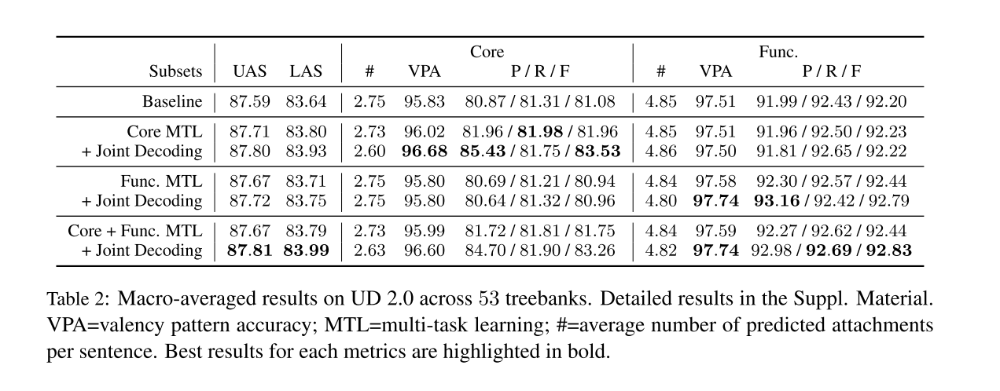 Core Func.
Subsets UAS LAS # VPA P / R / F # VPA P / R / F
Baseline 87.59 83.64 2.75 95.83 80.87 / 81.31 / 81.08 4.85 97.51 91.99 / 92.43 / 92.20
Core MTL 87.71 83.80 2.73 96.02 81.96 / 81.98 / 81.96 4.85 97.51 91.96 / 92.50 / 92.23
+ Joint Decoding 87.80 83.93 2.60 96.68 85.43 / 81.75 / 83.53 4.86 97.50 91.81 / 92.65 / 92.22
Func. MTL 87.67 83.71 2.75 95.80 80.69 / 81.21 / 80.94 4.84 97.58 92.30 / 92.57 / 92.44
+ Joint Decoding 87.72 83.75 2.75 95.80 80.64 / 81.32 / 80.96 4.80 97.74 93.16 / 92.42 / 92.79
Core + Func. MTL 87.67 83.79 2.73 95.99 81.72 / 81.81 / 81.75 4.84 97.59 92.27 / 92.62 / 92.44
+ Joint Decoding 87.81 83.99 2.63 96.60 84.70 / 81.90 / 83.26 4.82 97.74 92.98 / 92.69 / 92.83
Table 2: Macro-averaged results on UD 2.0 across 53 treebanks. Detailed results in the Suppl. Material.
VPA=valency pattern accuracy; MTL=multi-task learning; #=average number of predicted attachments
per sentence. Best results for each metrics are highlighted in bold.